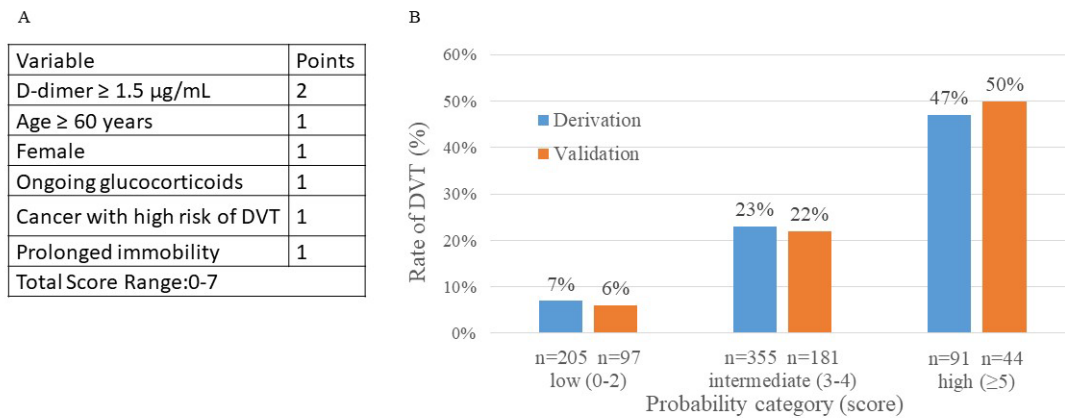 A
Variable Points
D-dimer ≥ 1.5 µg/mL 2
Age ≥ 60 years 1
Female 1
Ongoing glucocorticoids 1
Cancer with high risk of DVT 1
Prolonged immobility 1
Total Score Range:0-7
B
Rate of DVT (%)
60%
50%
40%
30%
20%
10%
0%
Derivation
Validation
7% 6%
23% 22%
47% 50%
n=205 n=97 n=355 n=181 n=91 n=44
low (0-2) intermediate (3-4) high (≥5)
Probability category (score)